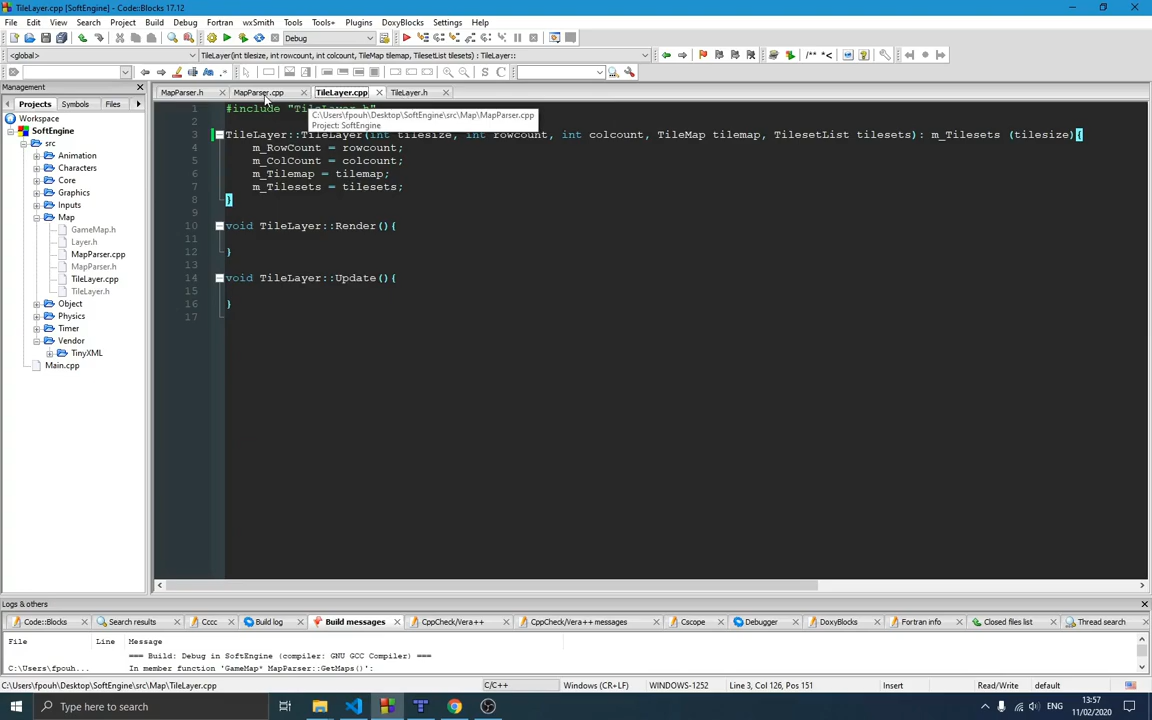 TileLayer.cpp [SoftEngine] - Code::Blocks 17.12
File Edit View Search Project Build Debug Fortran wxSmith Tools Tools+ Plugins DoxyBlocks Settings Help
Debug
<global>
TileLayer(int tilesize, int rowcount, int colcount, TileMap tilemap, TilesetList tilesets) : TileLayer::
/** *<
S C
Management
MapParser.h MapParser.cpp TileLayer.cpp TileLayer.h
Projects Symbols Files
Workspace
SoftEngine
src
Animation
Characters
Core
Graphics
Inputs
Map
GameMap.h
Layer.h
MapParser.cpp
MapParser.h
TileLayer.cpp
TileLayer.h
Object
Physics
Timer
Vendor
TinyXML
Main.cpp
C:\Users\fpouh\Desktop\SoftEngine\src\Map\MapParser.cpp
Project: SoftEngine
1 #include "TileLayer.h"
2
3 TileLayer::TileLayer(int tilesize, int rowcount, int colcount, TileMap tilemap, TilesetList tilesets): m_Tilesets (tilesize){
4 m_RowCount = rowcount;
5 m_ColCount = colcount;
6 m_Tilemap = tilemap;
7 m_Tilesets = tilesets;
8 }
9
10 void TileLayer::Render(){
11
12 }
13
14 void TileLayer::Update(){
15
16 }
17
Logs & others
Code::Blocks Search results Cccc Build log Build messages CppCheck/Vera++ CppCheck/Vera++ messages Cscope Debugger DoxyBlocks Fortran info Closed files list Thread search
File Line Message
=== Build: Debug in SoftEngine (compiler: GNU GCC Compiler) ===
C:\Users\fpouh... In member function 'GameMap* MapParser::GetMaps()':
C:\Users\fpouh\Desktop\SoftEngine\src\Map\TileLayer.cpp C/C++ Windows (CR+LF) WINDOWS-1252 Line 3, Col 126, Pos 151 Insert Read/Write default
Type here to search
ENG
13:57
11/02/2020